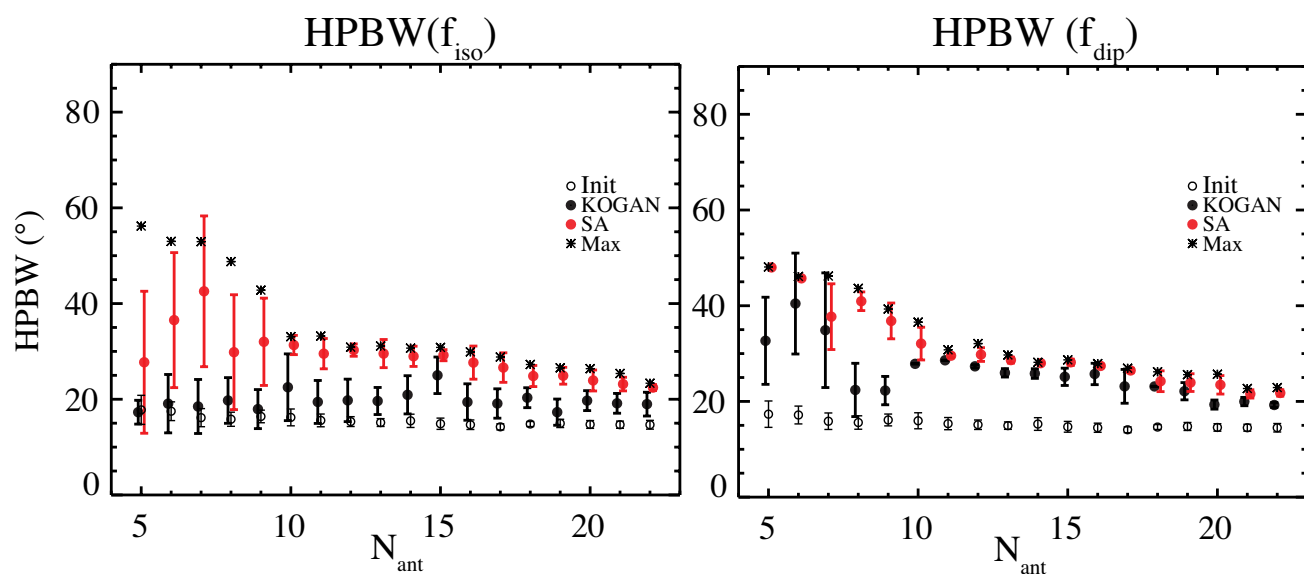 HPBW(f_iso)
HPBW (°)
80
60
40
20
0
Init
KOGAN
SA
Max
5
10
15
20
N_ant
HPBW (f_dip)
80
60
40
20
0
Init
KOGAN
SA
Max
5
10
15
20
N_ant